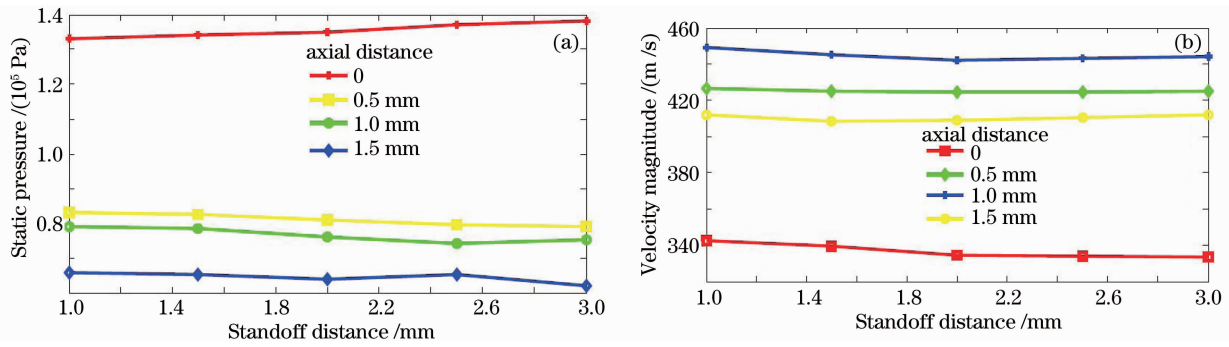 Static pressure /(10⁵ Pa)
1.4
1.2
1.0
0.8
(a)
axial distance
0
0.5 mm
1.0 mm
1.5 mm
1.0 1.4 1.8 2.2 2.6 3.0
Standoff distance /mm
Velocity magnitude /(m /s)
460
420
380
340
(b)
axial distance
0
0.5 mm
1.0 mm
1.5 mm
1.0 1.4 1.8 2.2 2.6 3.0
Standoff distance /mm